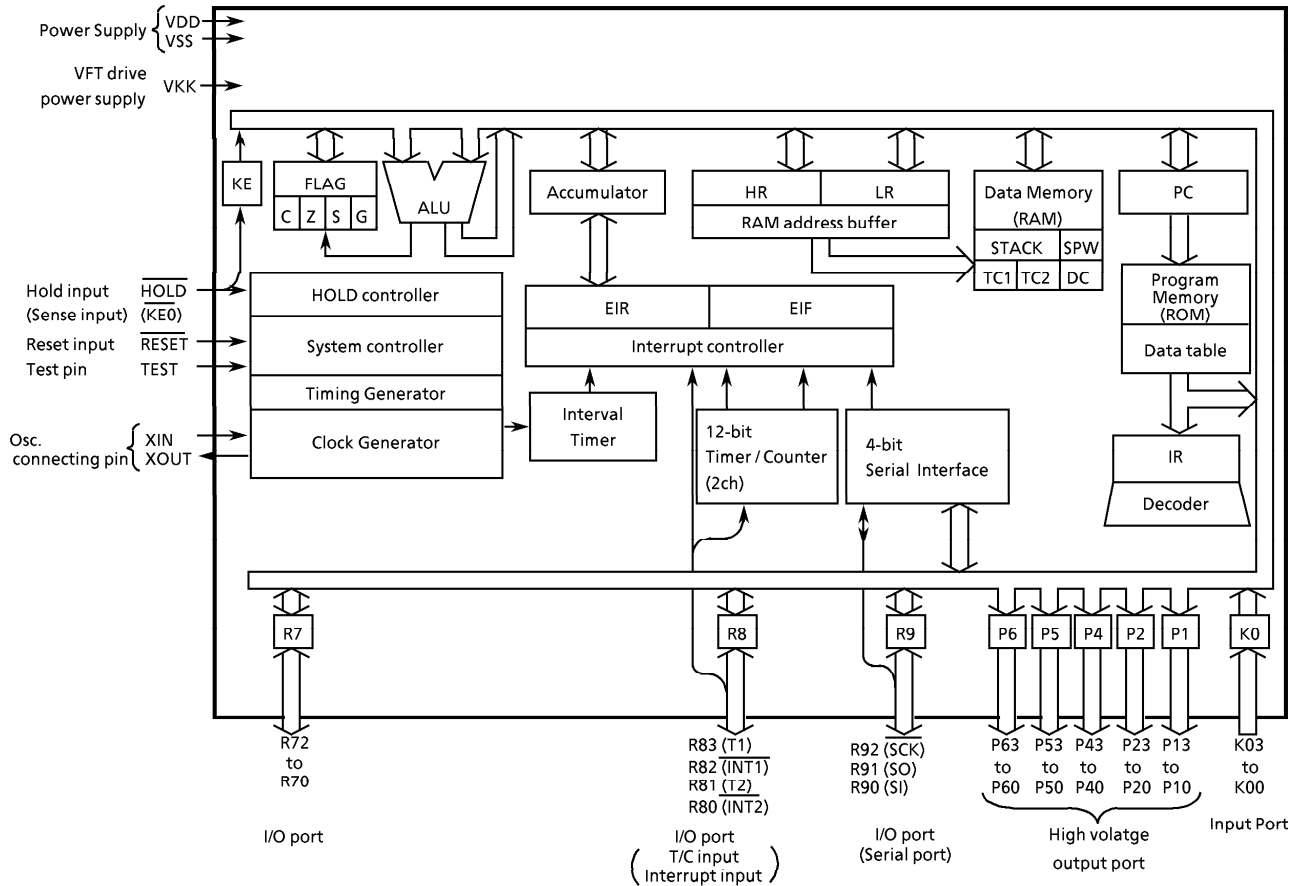 Power Supply
VDD
VSS
VFT drive
power supply
VKK
KE
FLAG
C Z S G
ALU
Accumulator
HR
LR
RAM address buffer
Data Memory
(RAM)
STACK
SPW
TC1 TC2 DC
PC
Program
Memory
(ROM)
Data table
Hold input
(Sense input)
HOLD
(KE0)
Reset input
RESET
Test pin
TEST
Osc.
connecting pin
XIN
XOUT
HOLD controller
System controller
Timing Generator
Clock Generator
EIR
EIF
Interrupt controller
Interval
Timer
12-bit
Timer / Counter
(2ch)
4-bit
Serial Interface
IR
Decoder
R7
R8
R9
P6
P5
P4
P2
P1
K0
R72
to
R70
I/O port
R83 (T1)
R82 (INT1)
R81 (T2)
R80 (INT2)
I/O port
T/C input
Interrupt input
R92 (SCK)
R91 (SO)
R90 (SI)
I/O port
(Serial port)
P63
to
P60
P53
to
P50
P43
to
P40
P23
to
P20
P13
to
P10
High volatge
output port
K03
to
K00
Input Port